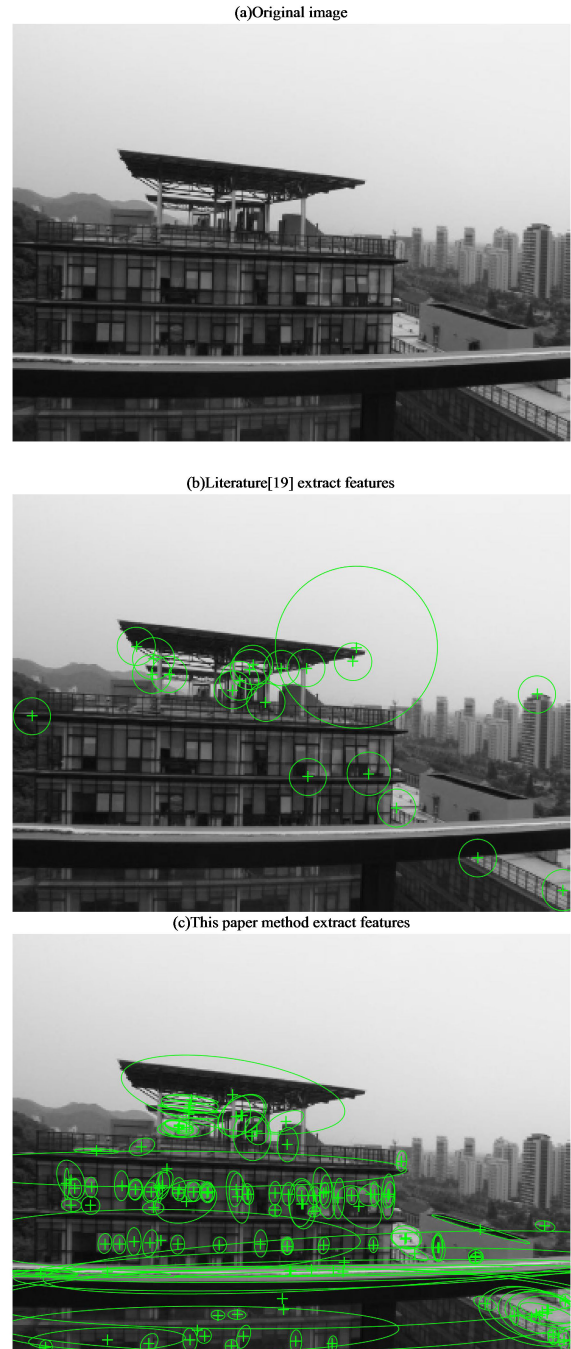 (a)Original image
(b)Literature[19] extract features
(c)This paper method extract features